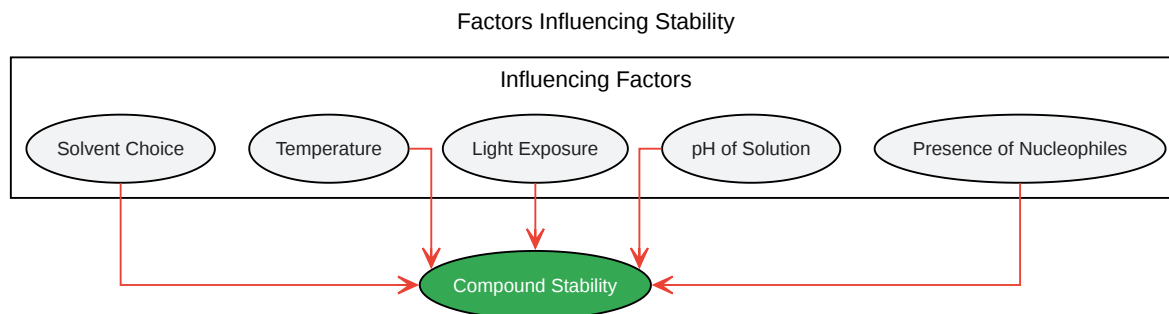 Factors Influencing Stability
Influencing Factors
Solvent Choice
Temperature
Light Exposure
pH of Solution
Presence of Nucleophiles
Compound Stability